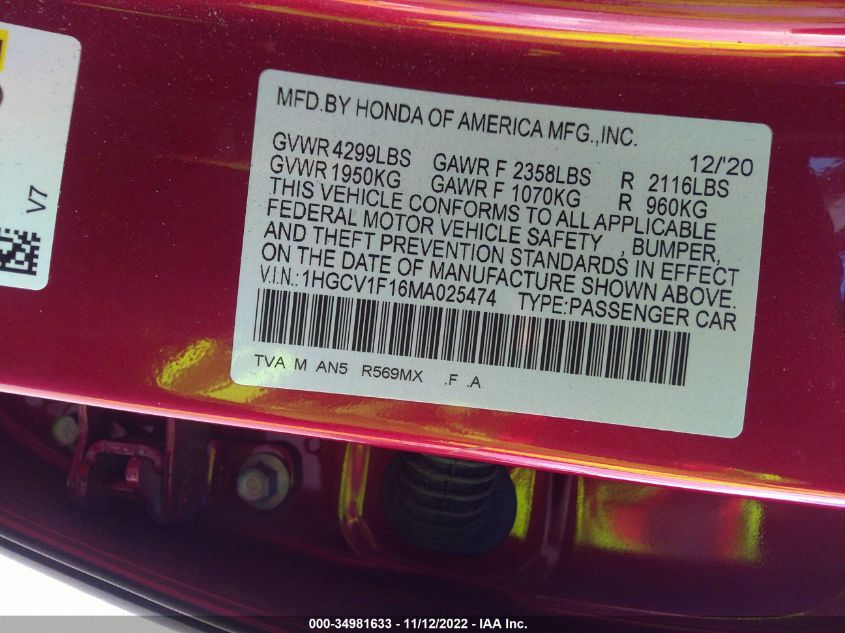 V7
MFD.BY HONDA OF AMERICA MFG.,INC.
12/'20
GVWR 4299LBS GAWR F 2358LBS R 2116LBS
GVWR 1950KG GAWR F 1070KG R 960KG
THIS VEHICLE CONFORMS TO ALL APPLICABLE
FEDERAL MOTOR VEHICLE SAFETY , BUMPER,
AND THEFT PREVENTION STANDARDS IN EFFECT
ON THE DATE OF MANUFACTURE SHOWN ABOVE.
V.I.N.:1HGCV1F16MA025474 TYPE:PASSENGER CAR
TVA M AN5 R569MX .F .A
000-34981633 - 11/12/2022 - IAA Inc.